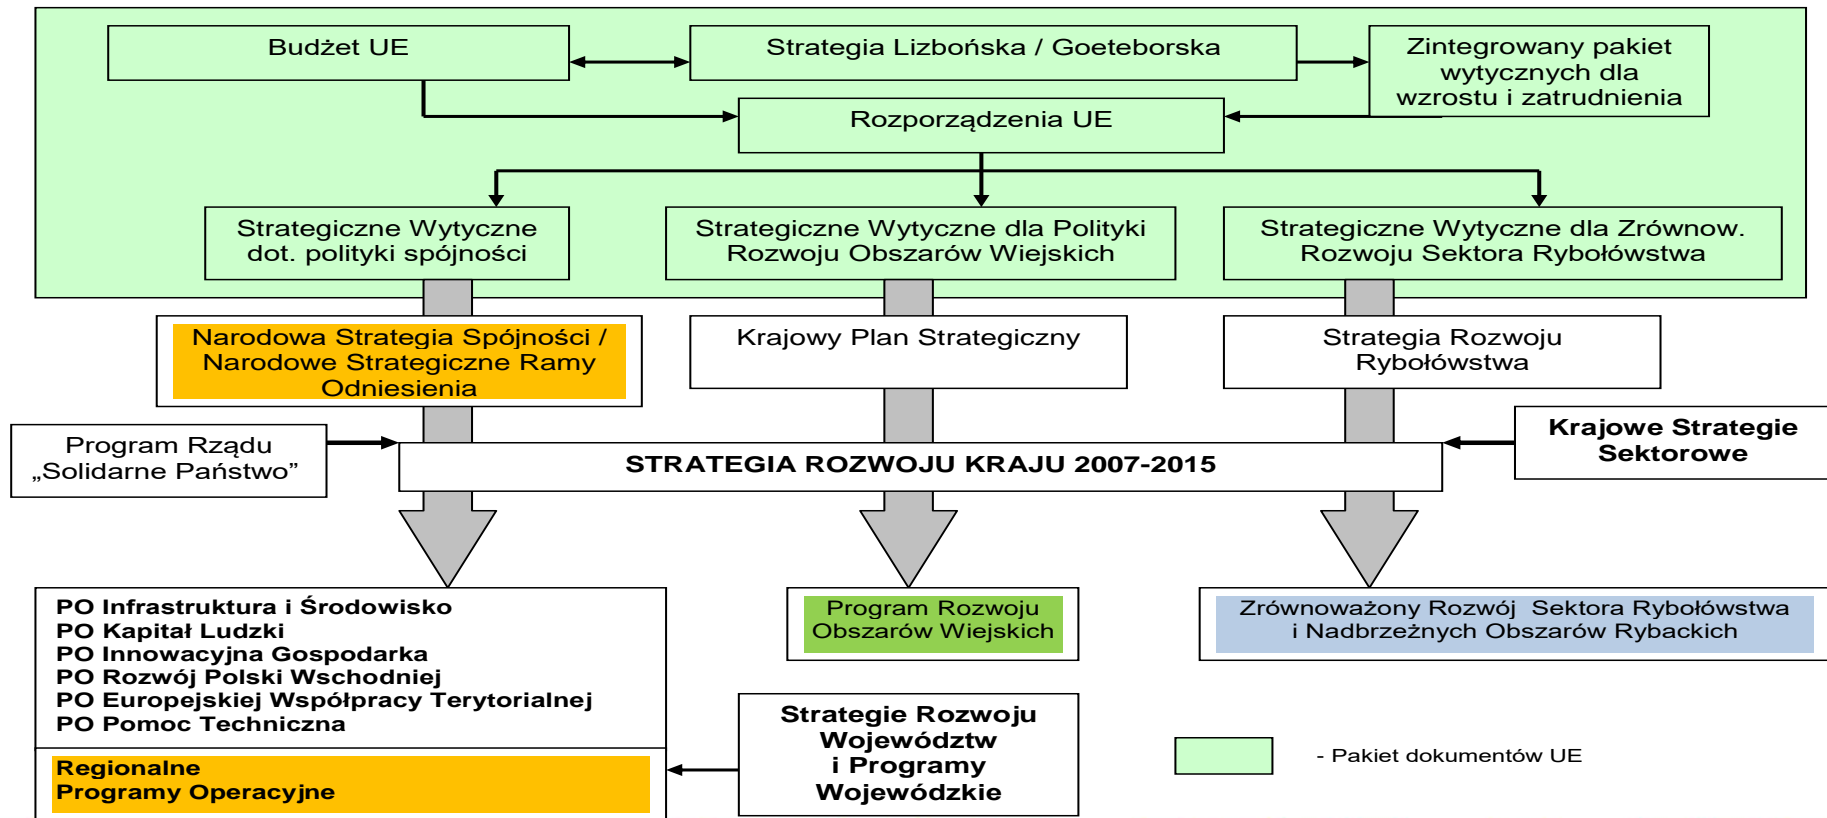 Budżet UE
Strategia Lizbońska / Goeteborska
Zintegrowany pakiet
wytycznych dla
wzrostu i zatrudnienia
Rozporządzenia UE
Strategiczne Wytyczne
dot. polityki spójności
Strategiczne Wytyczne dla Polityki
Rozwoju Obszarów Wiejskich
Strategiczne Wytyczne dla Zrównow.
Rozwoju Sektora Rybołówstwa
Narodowa Strategia Spójności /
Narodowe Strategiczne Ramy
Odniesienia
Krajowy Plan Strategiczny
Strategia Rozwoju
Rybołówstwa
Program Rządu
„Solidarne Państwo”
STRATEGIA ROZWOJU KRAJU 2007-2015
Krajowe Strategie
Sektorowe
PO Infrastruktura i Środowisko
PO Kapitał Ludzki
PO Innowacyjna Gospodarka
PO Rozwój Polski Wschodniej
PO Europejskiej Współpracy Terytorialnej
PO Pomoc Techniczna
Regionalne
Programy Operacyjne
Program Rozwoju
Obszarów Wiejskich
Zrównoważony Rozwój Sektora Rybołówstwa
i Nadbrzeżnych Obszarów Rybackich
Strategie Rozwoju
Województw
i Programy
Wojewódzkie
- Pakiet dokumentów UE